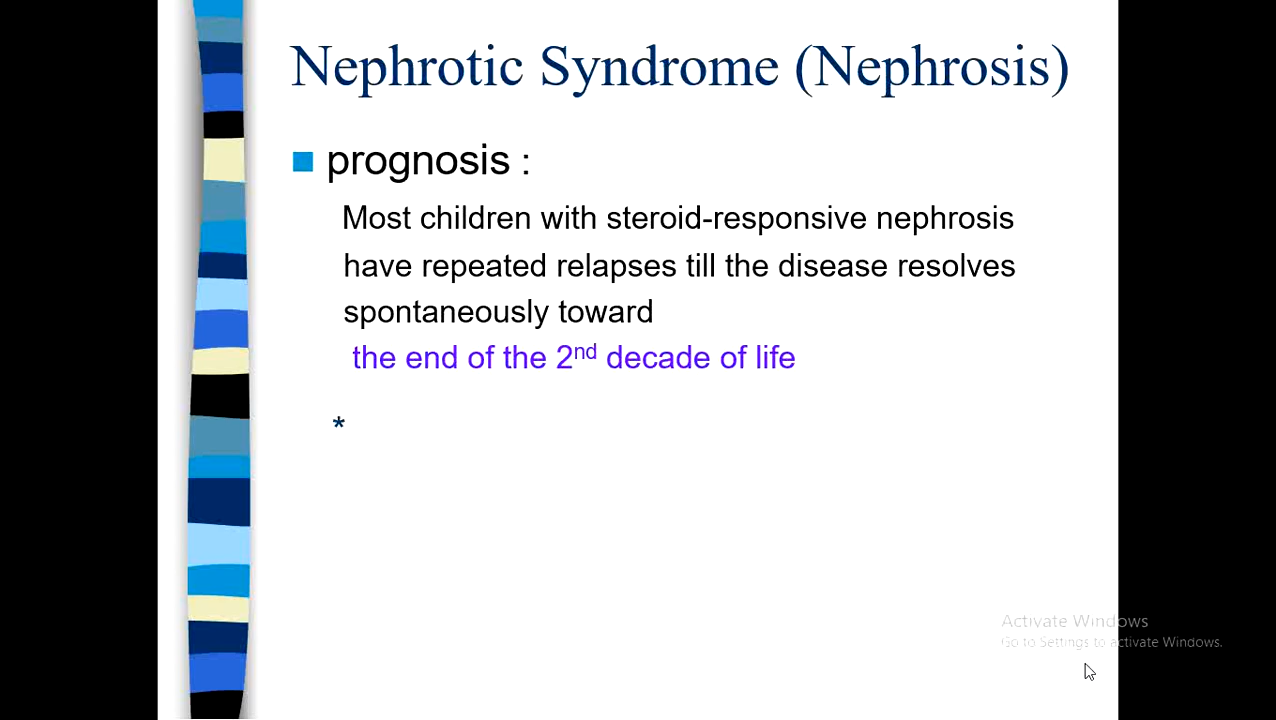 Nephrotic Syndrome (Nephrosis)
prognosis :
Most children with steroid-responsive nephrosis
have repeated relapses till the disease resolves
spontaneously toward
the end of the 2nd decade of life
*
Activate Windows
Go to Settings to activate Windows.